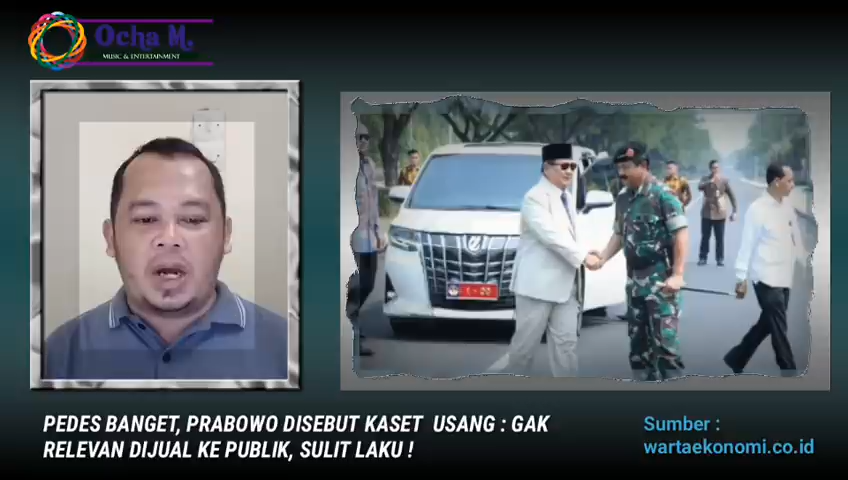 Ocha M.
MUSIC & ENTERTAINMENT
PEDES BANGET, PRABOWO DISEBUT KASET USANG : GAK
RELEVAN DIJUAL KE PUBLIK, SULIT LAKU !
Sumber :
wartaekonomi.co.id